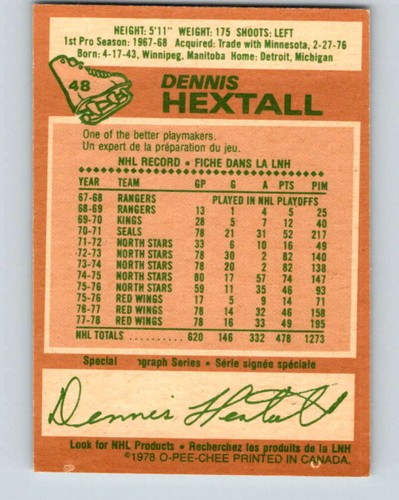 HEIGHT: 5'11" WEIGHT: 175 SHOOTS: LEFT
1st Pro Season: 1967-68 Acquired: Trade with Minnesota, 2-27-76
Born: 4-17-43, Winnipeg, Manitoba Home: Detroit, Michigan
48
DENNIS
HEXTALL
One of the better playmakers.
Un expert de la préparation du jeu.
NHL RECORD • FICHE DANS LA LNH
YEAR TEAM GP G A PTS PIM
67-68 RANGERS PLAYED IN NHL PLAYOFFS
68-69 RANGERS 13 1 4 5 25
69-70 KINGS 28 5 7 12 40
70-71 SEALS 78 21 31 52 217
71-72 NORTH STARS 33 6 10 16 49
72-73 NORTH STARS 78 30 52 82 140
73-74 NORTH STARS 78 20 62 82 138
74-75 NORTH STARS 80 17 57 74 147
75-76 NORTH STARS 59 11 35 46 93
75-76 RED WINGS 17 5 9 14 71
76-77 RED WINGS 78 14 32 46 158
77-78 RED WINGS 78 16 33 49 195
NHL TOTALS 620 146 332 478 1273
Special ograph Series • Série signée spéciale
Dennis Hextall
Look for NHL Products • Recherchez les produits de la LNH
©1978 O-PEE-CHEE PRINTED IN CANADA.